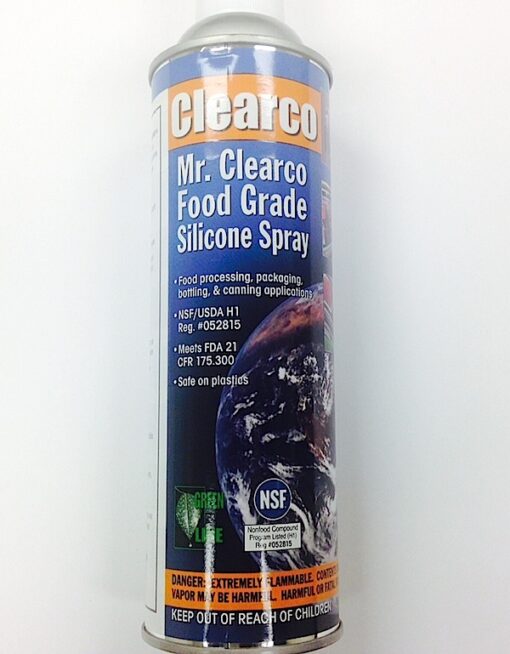 Clearco
Mr. Clearco
Food Grade
Silicone Spray
• Food processing, packaging,
bottling, & canning applications
• NSF/USDA H1
Reg. #052815
• Meets FDA 21
CFR 175.300
• Safe on plastics
GREEN
LIFE
NSF
Nonfood Compound
Program Listed (H1)
Reg #052815
DANGER: EXTREMELY FLAMMABLE.
VAPOR MAY BE HARMFUL. HARMFUL OR
KEEP OUT OF REACH OF CHILDREN